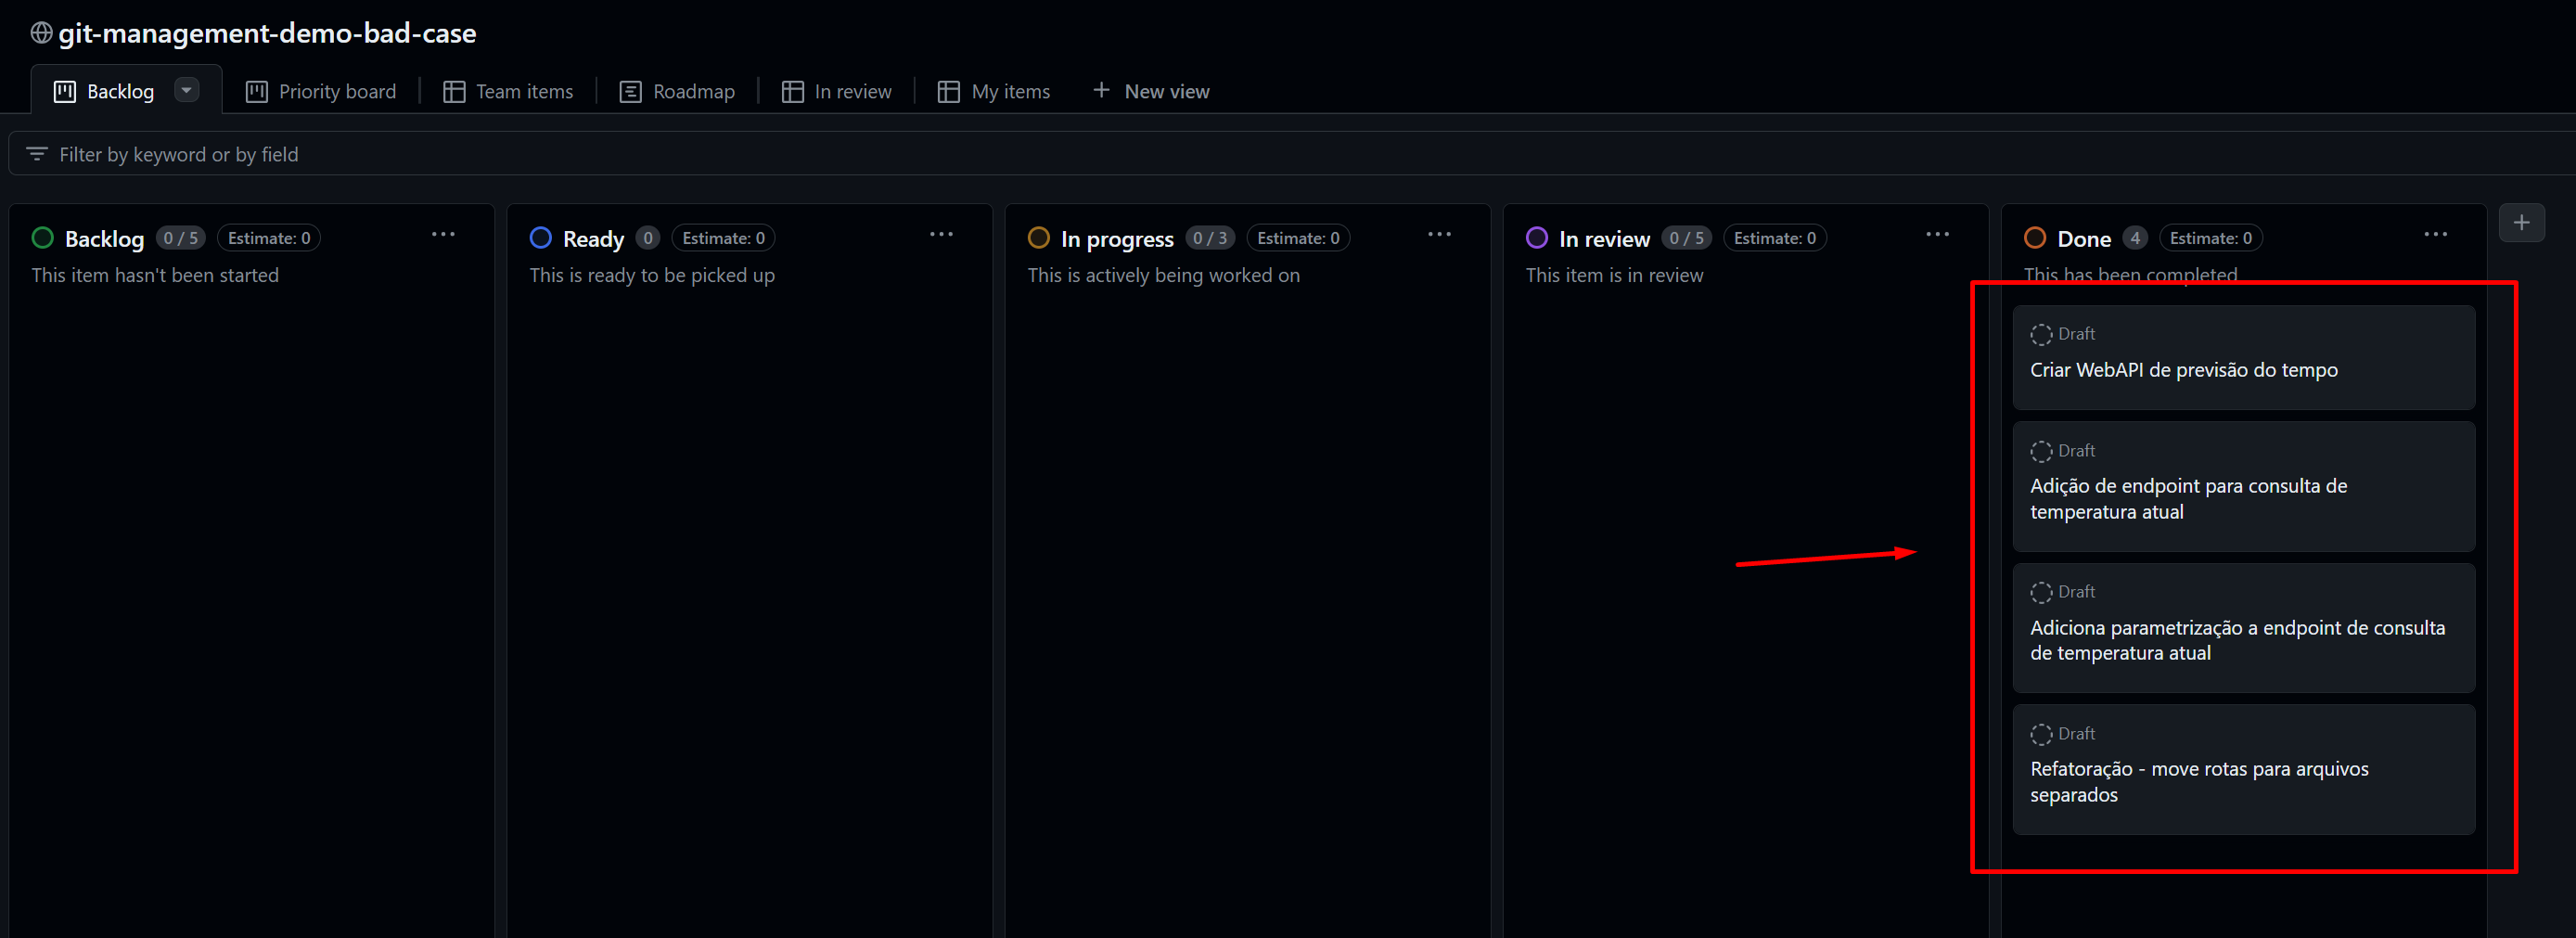 git-management-demo-bad-case
Backlog
Priority board
Team items
Roadmap
In review
My items
New view
Filter by keyword or by field
Backlog 0 / 5 Estimate: 0
This item hasn't been started
Ready 0 Estimate: 0
This is ready to be picked up
In progress 0 / 3 Estimate: 0
This is actively being worked on
In review 0 / 5 Estimate: 0
This item is in review
Done 4 Estimate: 0
This has been completed
Draft
Criar WebAPI de previsão do tempo
Draft
Adição de endpoint para consulta de
temperatura atual
Draft
Adiciona parametrização a endpoint de consulta
de temperatura atual
Draft
Refatoração - move rotas para arquivos
separados